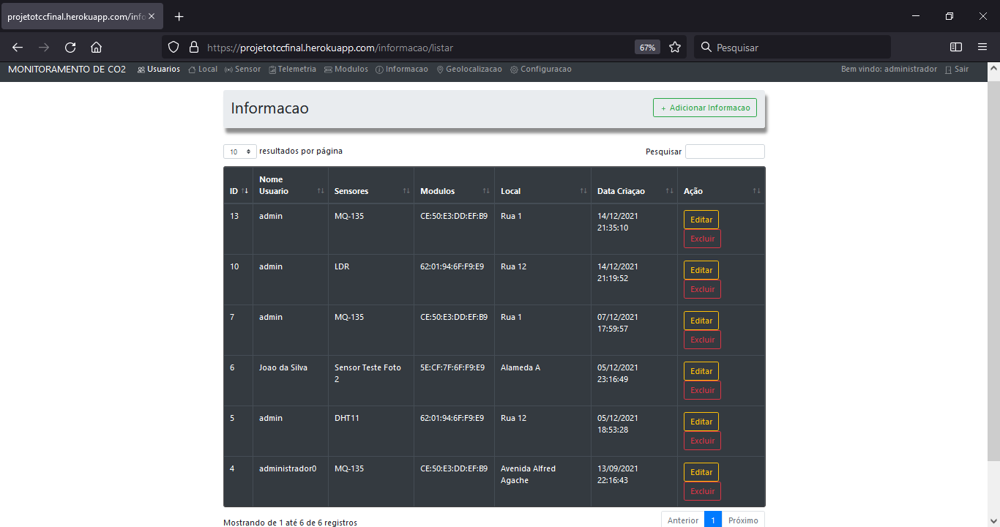 projetotccfinal.herokuapp.com/info
https://projetotccfinal.herokuapp.com/informacao/listar
67%
Pesquisar
MONITORAMENTO DE CO2 Usuarios Local Sensor Telemetria Modulos Informacao Geolocalizacao Configuracao Bem vindo: administrador Sair
Informacao
+ Adicionar Informacao
10 resultados por página
Pesquisar
ID Nome Usuario Sensores Modulos Local Data Criaçao Ação
13 admin MQ-135 CE:50:E3:DD:EF:B9 Rua 1 14/12/2021 21:35:10 Editar Excluir
10 admin LDR 62:01:94:6F:F9:E9 Rua 12 14/12/2021 21:19:52 Editar Excluir
7 admin MQ-135 CE:50:E3:DD:EF:B9 Rua 1 07/12/2021 17:59:57 Editar Excluir
6 Joao da Silva Sensor Teste Foto 2 5E:CF:7F:6F:F9:E9 Alameda A 05/12/2021 23:16:49 Editar Excluir
5 admin DHT11 62:01:94:6F:F9:E9 Rua 12 05/12/2021 18:53:28 Editar Excluir
4 administrador0 MQ-135 CE:50:E3:DD:EF:B9 Avenida Alfred Agache 13/09/2021 22:16:43 Editar Excluir
Mostrando de 1 até 6 de 6 registros
Anterior 1 Próximo